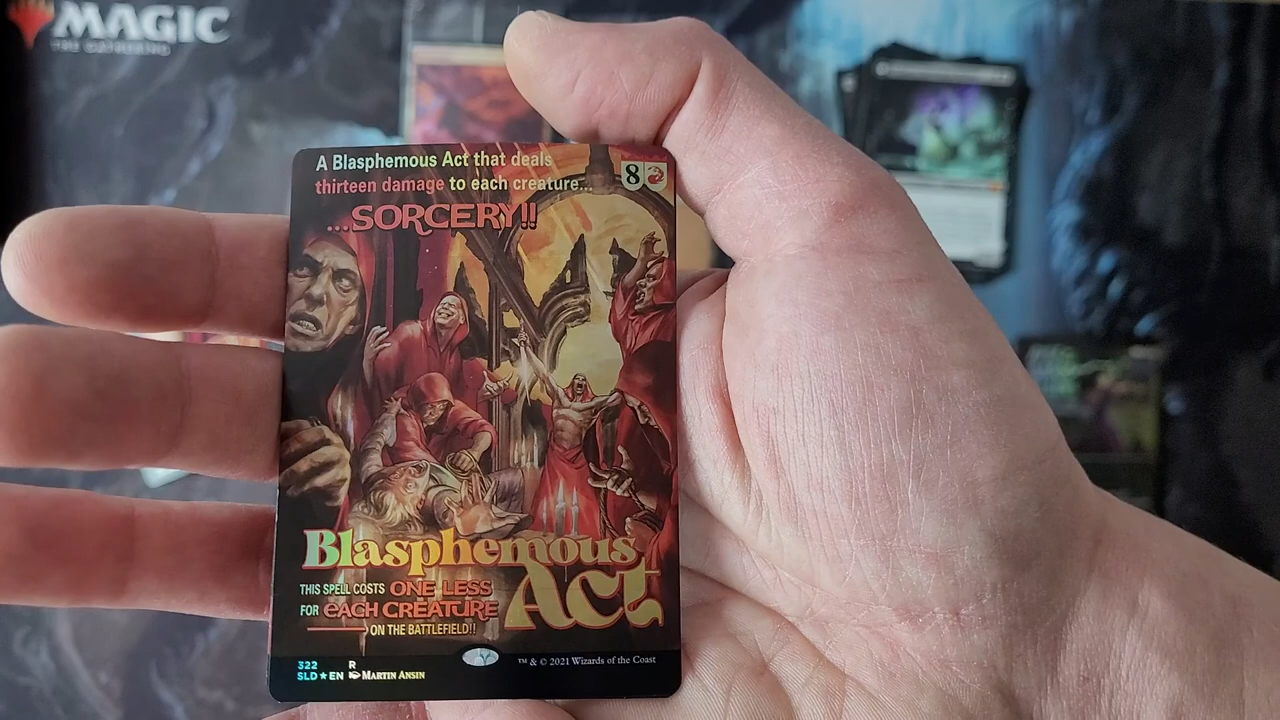 MAGIC
THE GATHERING
A Blasphemous Act that deals
thirteen damage to each creature...
8
...SORCERY!!
Blasphemous
Act
THIS SPELL COSTS ONE LESS
FOR EACH CREATURE
ON THE BATTLEFIELD!!
322 R
SLD★EN MARTIN ANSIN
™ & © 2021 Wizards of the Coast